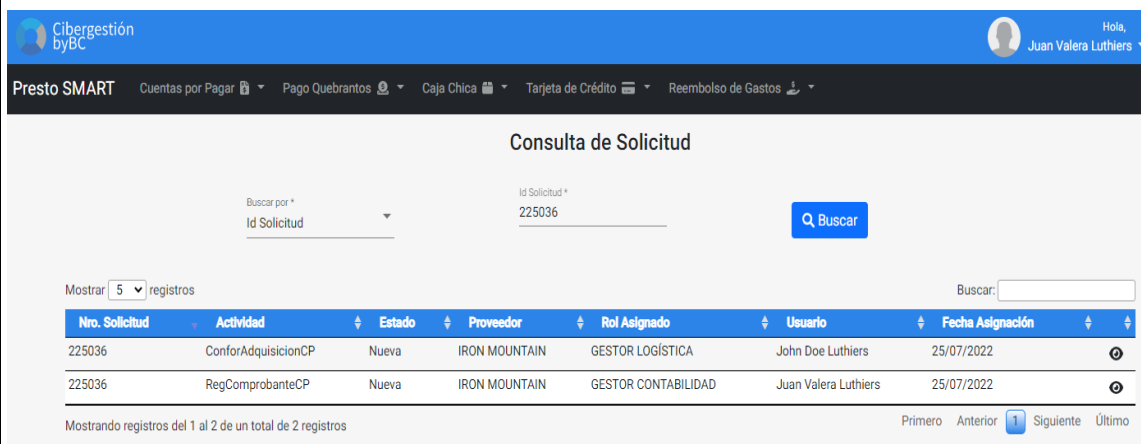 Cibergestión
byBC
Hola,
Juan Valera Luthiers
Presto SMART Cuentas por Pagar Pago Quebrantos Caja Chica Tarjeta de Crédito Reembolso de Gastos
Consulta de Solicitud
Buscar por * Id Solicitud *
Id Solicitud 225036 Buscar
Mostrar 5 registros Buscar:
Nro. Solicitud Actividad Estado Proveedor Rol Asignado Usuario Fecha Asignación
225036 ConforAdquisicionCP Nueva IRON MOUNTAIN GESTOR LOGÍSTICA John Doe Luthiers 25/07/2022
225036 RegComprobanteCP Nueva IRON MOUNTAIN GESTOR CONTABILIDAD Juan Valera Luthiers 25/07/2022
Mostrando registros del 1 al 2 de un total de 2 registros Primero Anterior 1 Siguiente Último